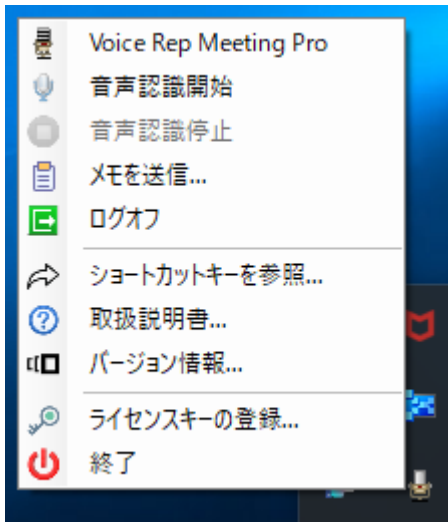 Voice Rep Meeting Pro
音声認識開始
音声認識停止
メモを送信...
ログオフ
ショートカットキーを参照...
取扱説明書...
バージョン情報...
ライセンスキーの登録...
終了